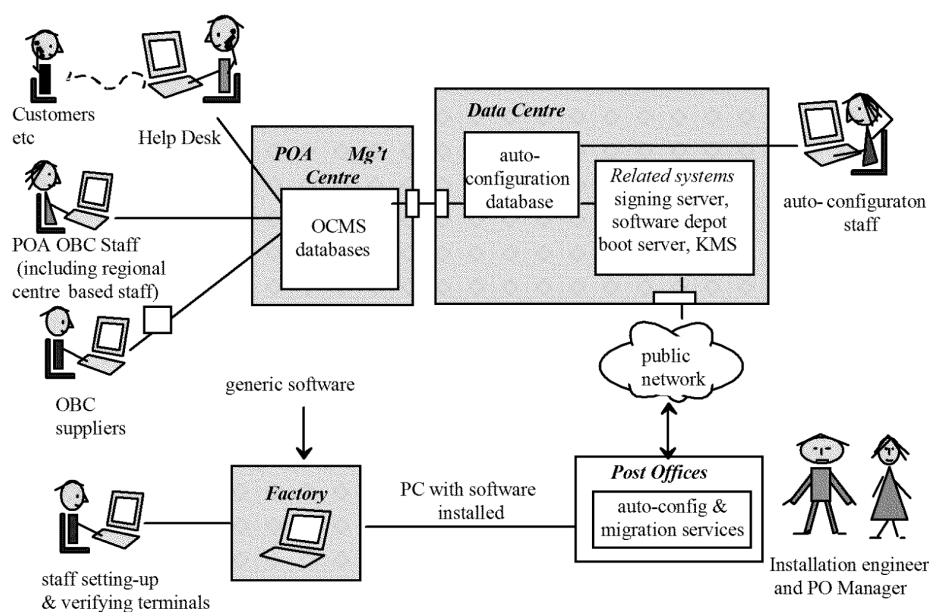 Customers
etc
Help Desk
POA Mg't
Centre
OCMS
databases
POA OBC Staff
(including regional
centre based staff)
OBC
suppliers
Data Centre
auto-
configuration
database
Related systems
signing server,
software depot
boot server, KMS
auto- configuraton
staff
public
network
generic software
Factory
PC with software
installed
Post Offices
auto-config &
migration services
staff setting-up
& verifying terminals
Installation engineer
and PO Manager